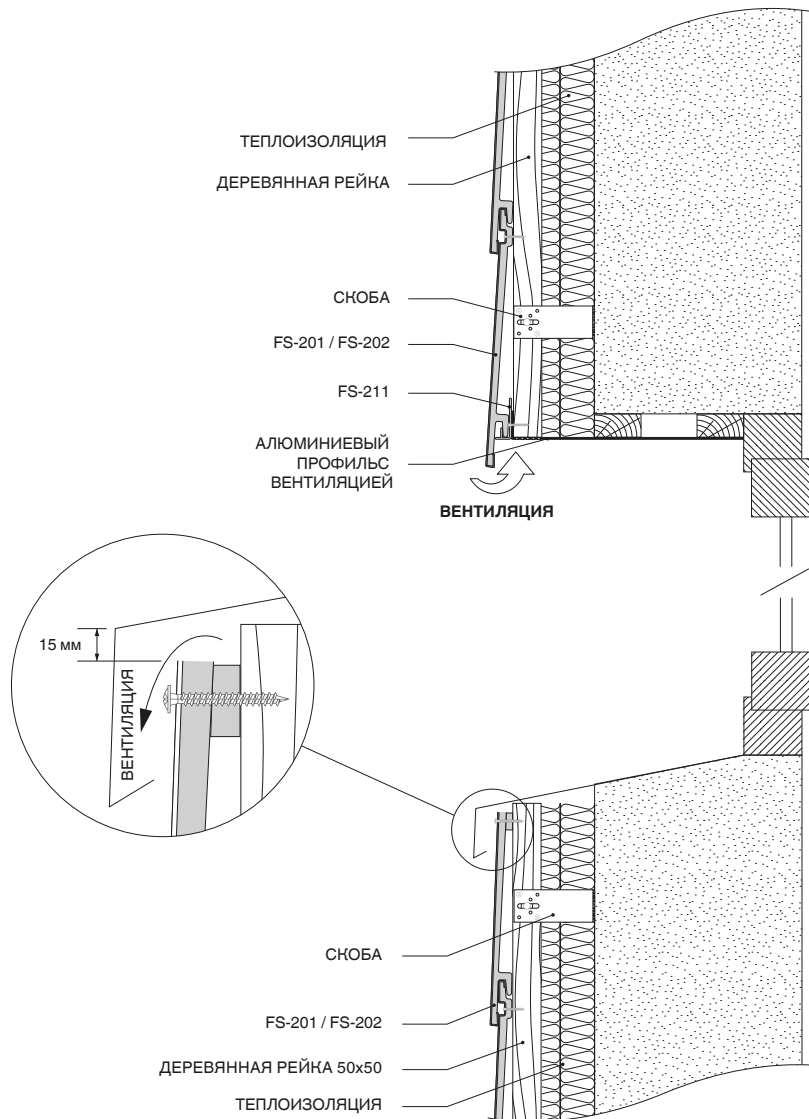 ТЕПЛОИЗОЛЯЦИЯ
ДЕРЕВЯННАЯ РЕЙКА
СКОБА
FS-201 / FS-202
FS-211
АЛЮМИНИЕВЫЙ
ПРОФИЛЬС
ВЕНТИЛЯЦИЕЙ
ВЕНТИЛЯЦИЯ
15 мм
ВЕНТИЛЯЦИЯ
СКОБА
FS-201 / FS-202
ДЕРЕВЯННАЯ РЕЙКА 50х50
ТЕПЛОИЗОЛЯЦИЯ